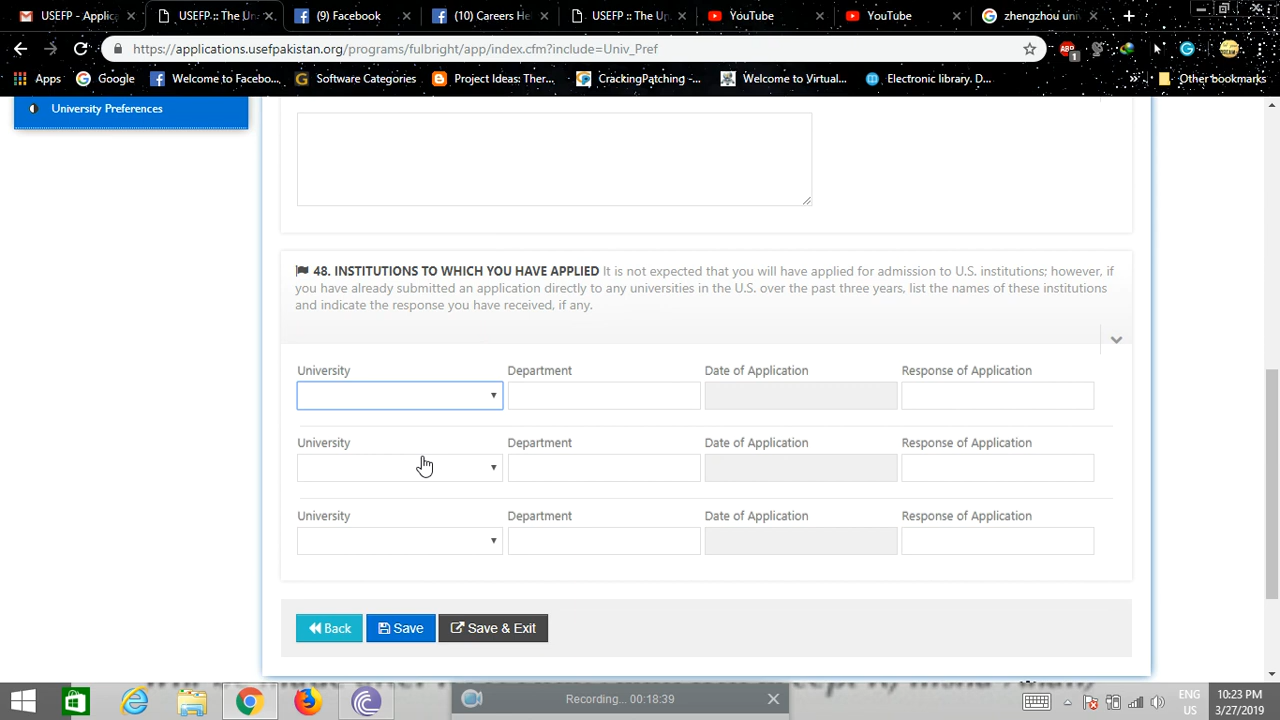 USEFP - Applica
USEFP :: The Un
(9) Facebook
(10) Careers He
USEFP :: The Un
YouTube
YouTube
zhengzhou uni
https://applications.usefpakistan.org/programs/fulbright/app/index.cfm?include=Univ_Pref
Apps
Google
Welcome to Facebo...
Software Categories
Project Ideas: Ther...
CrackingPatching -...
Welcome to Virtual...
Electronic library. D...
Other bookmarks
University Preferences
48. INSTITUTIONS TO WHICH YOU HAVE APPLIED It is not expected that you will have applied for admission to U.S. institutions; however, if
you have already submitted an application directly to any universities in the U.S. over the past three years, list the names of these institutions
and indicate the response you have received, if any.
University Department Date of Application Response of Application
University Department Date of Application Response of Application
University Department Date of Application Response of Application
Back Save Save & Exit
Recording... 00:18:39
ENG
US
10:23 PM
3/27/2019